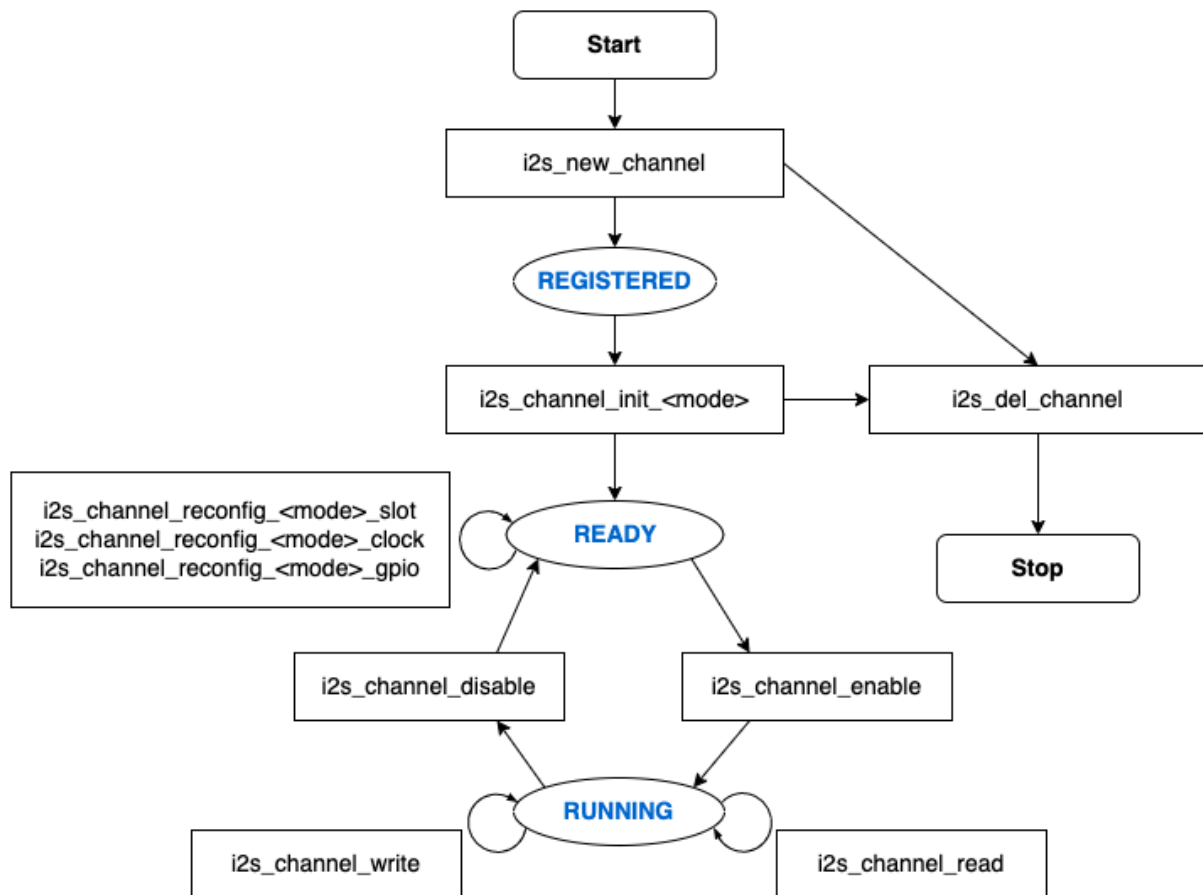 Start
i2s_new_channel
REGISTERED
i2s_channel_init_<mode>
i2s_del_channel
i2s_channel_reconfig_<mode>_slot
i2s_channel_reconfig_<mode>_clock
i2s_channel_reconfig_<mode>_gpio
READY
Stop
i2s_channel_disable
i2s_channel_enable
RUNNING
i2s_channel_write
i2s_channel_read